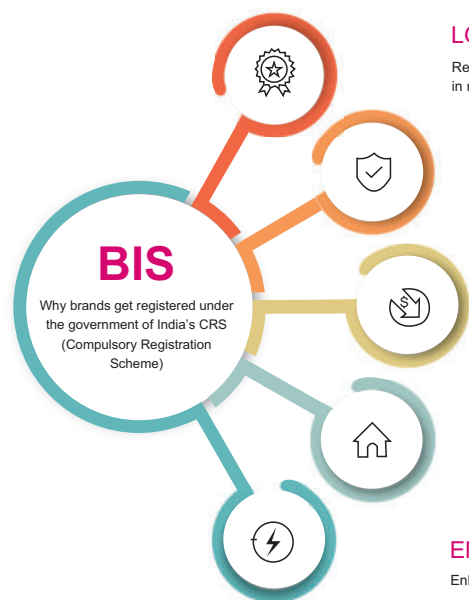 BIS
Why brands get registered under
the government of India's CRS
(Compulsory Registration
Scheme)
$